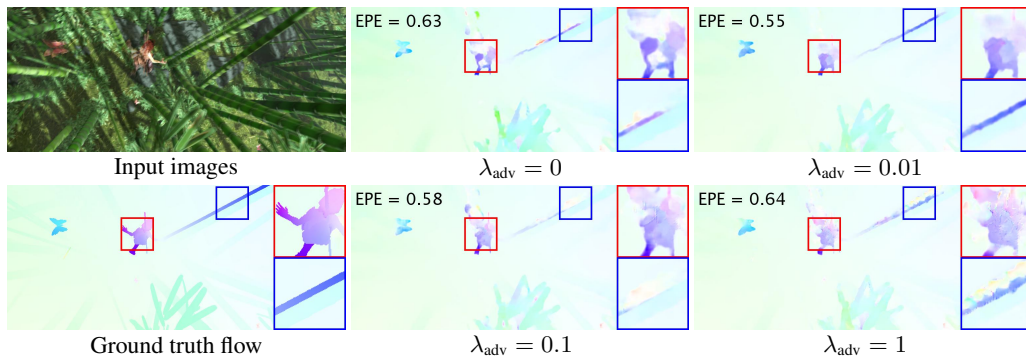 EPE = 0.63
EPE = 0.55
Input images
λadv = 0
λadv = 0.01
EPE = 0.58
EPE = 0.64
Ground truth flow
λadv = 0.1
λadv = 1